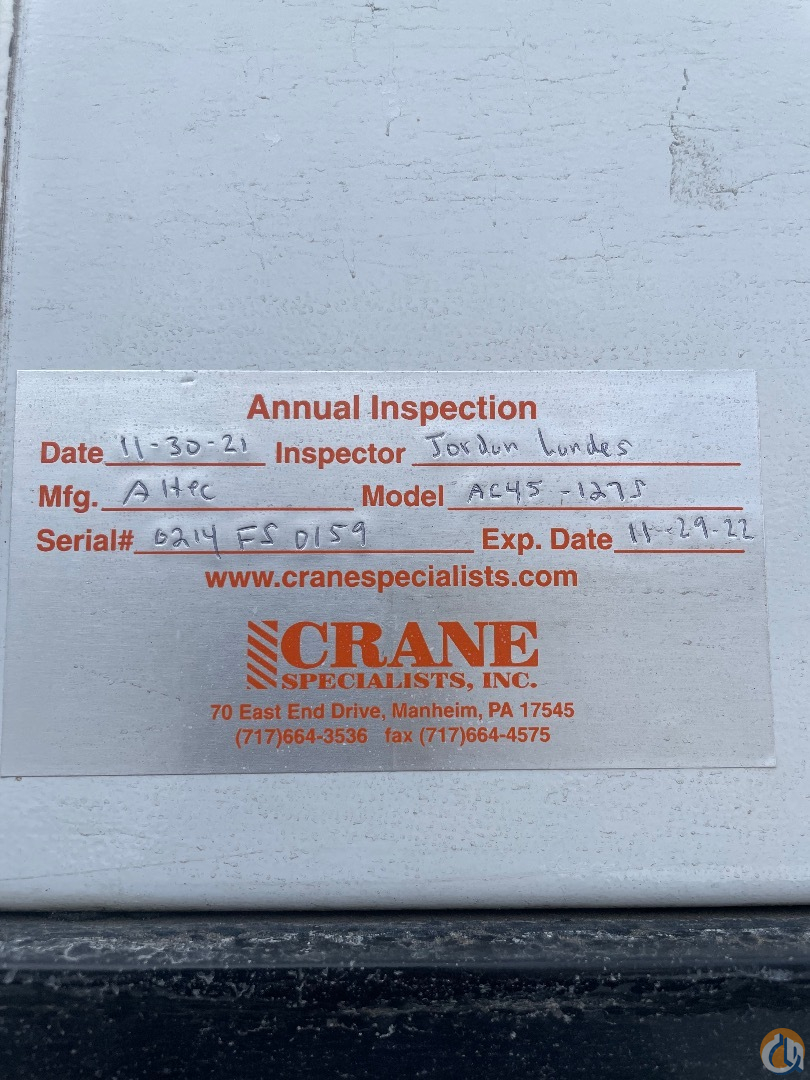 Annual Inspection
Date 11-30-21 Inspector Jordan Landes
Mfg. Altec Model AC45-127S
Serial# 0214 FS 0159 Exp. Date 11-29-22
www.cranespecialists.com
CRANE
SPECIALISTS, INC.
70 East End Drive, Manheim, PA 17545
(717)664-3536 fax (717)664-4575